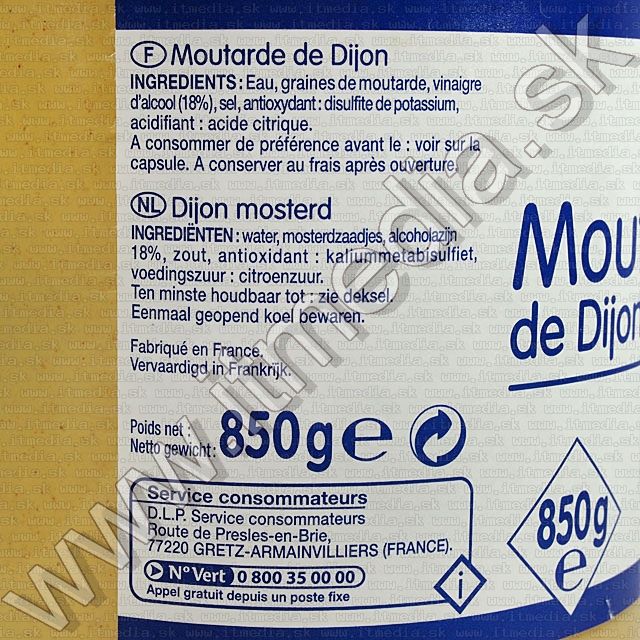 F Moutarde de Dijon
INGREDIENTS : Eau, graines de moutarde, vinaigre
d'alcool (18%), sel, antioxydant : disulfite de potassium,
acidifiant : acide citrique.
A consommer de préférence avant le : voir sur la
capsule. A conserver au frais après ouverture.
NL Dijon mosterd
INGREDIËNTEN : water, mosterdzaadjes, alcoholazijn
18%, zout, antioxidant : kaliummetabisulfiet,
voedingszuur : citroenzuur.
Ten minste houdbaar tot : zie deksel.
Eenmaal geopend koel bewaren.
Fabriqué en France.
Vervaardigd in Frankrijk.
Poids net :
Netto gewicht : 850 g e
Service consommateurs
D.L.P. Service consommateurs
Route de Presles-en-Brie,
77220 GRETZ-ARMAINVILLIERS (FRANCE).
N° Vert 0 800 35 00 00
Appel gratuit depuis un poste fixe
i
Mou
de Dijon
850g
e
www.itmedia.sk